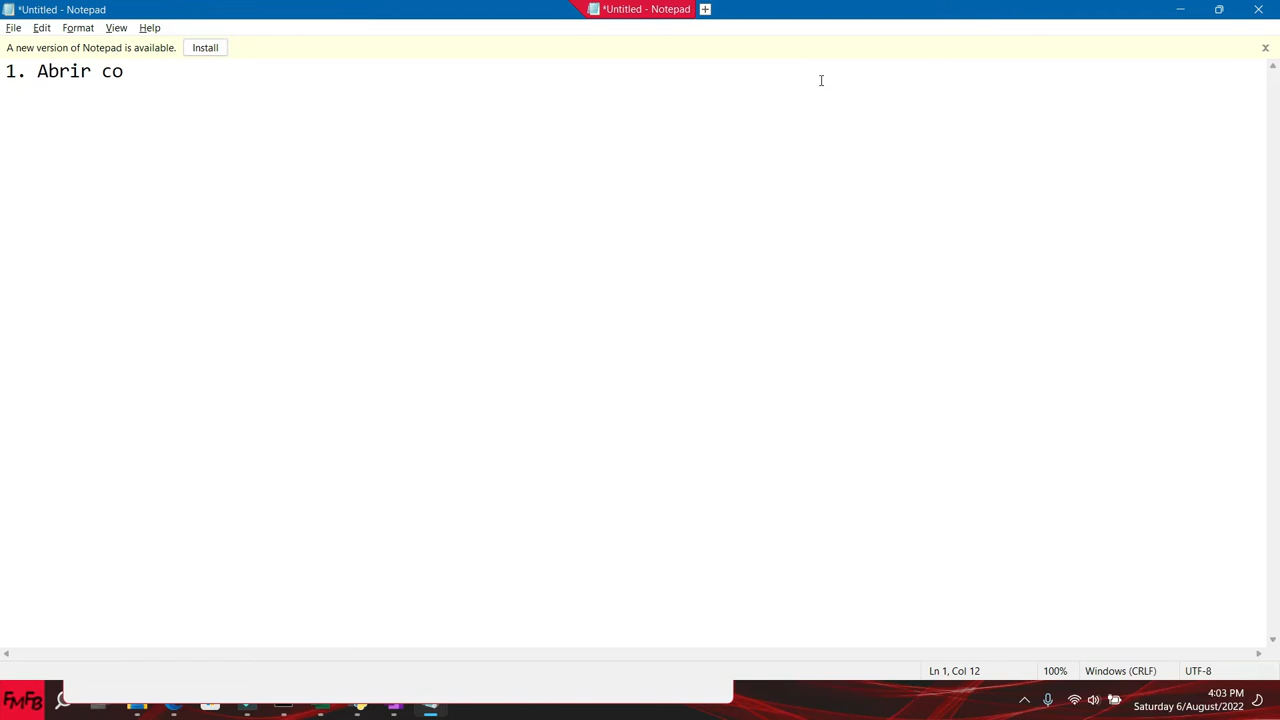 *Untitled - Notepad
*Untitled - Notepad
File Edit Format View Help
A new version of Notepad is available. Install
1. Abrir co
Ln 1, Col 12 100% Windows (CRLF) UTF-8
FMFB
4:03 PM
Saturday 6/August/2022